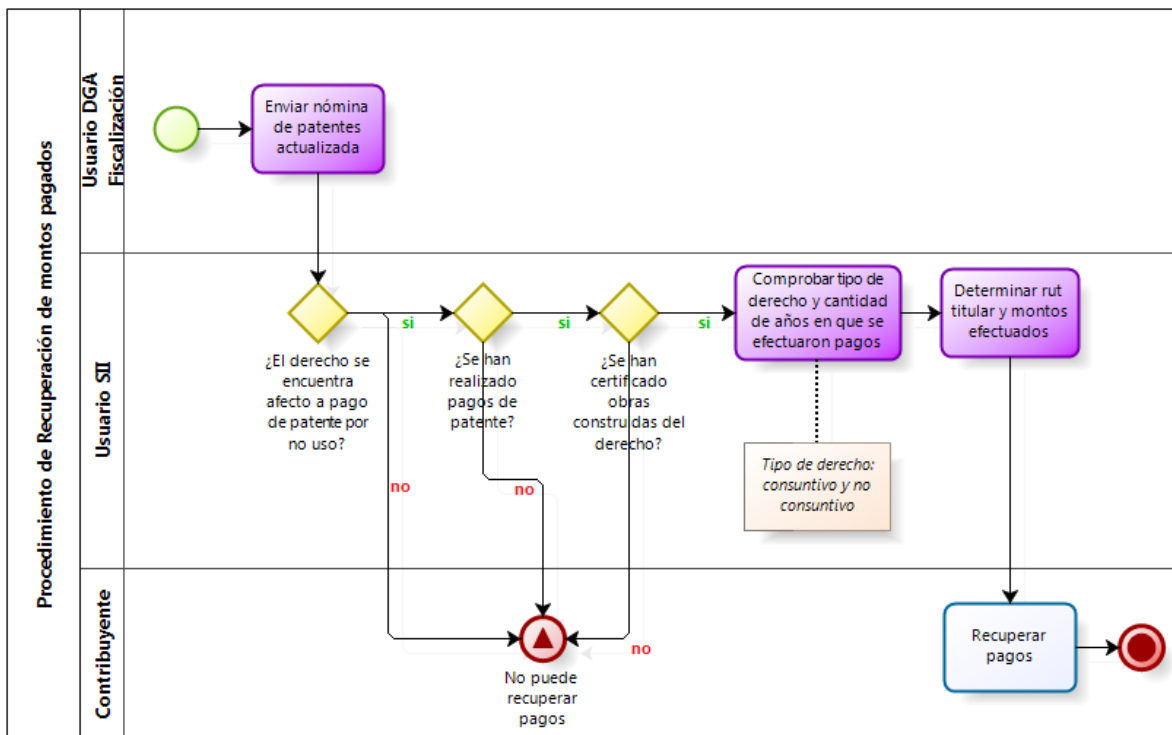 Procedimiento de Recuperación de montos pagados
Usuario DGA
Fiscalización
Enviar nómina
de patentes
actualizada
Usuario SII
¿El derecho se
encuentra
afecto a pago
de patente por
no uso?
si
no
¿Se han
realizado
pagos de
patente?
si
no
¿Se han
certificado
obras
construidas del
derecho?
si
no
Comprobar tipo de
derecho y cantidad
de años en que se
efectuaron pagos
Tipo de derecho:
consuntivo y no
consuntivo
Determinar rut
titular y montos
efectuados
Contribuyente
No puede
recuperar
pagos
Recuperar
pagos